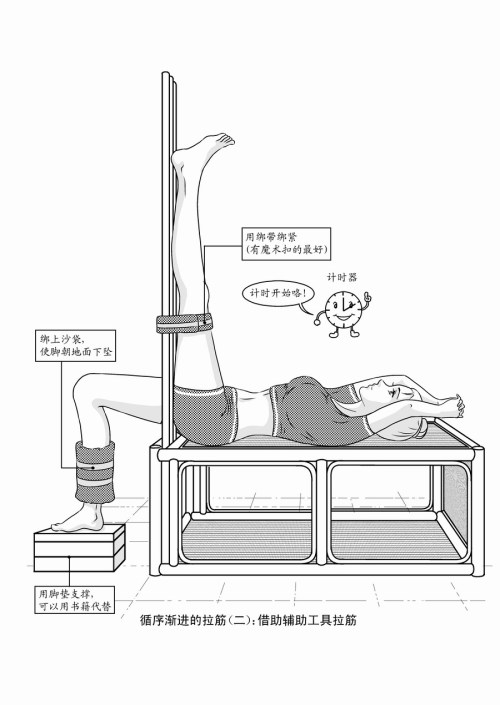 用绑带绑紧
(有魔术扣的最好)
计时器
计时开始咯！
绑上沙袋，
使脚朝地面下坠
用脚垫支撑，
可以用书籍代替
循序渐进的拉筋(二)：借助辅助工具拉筋